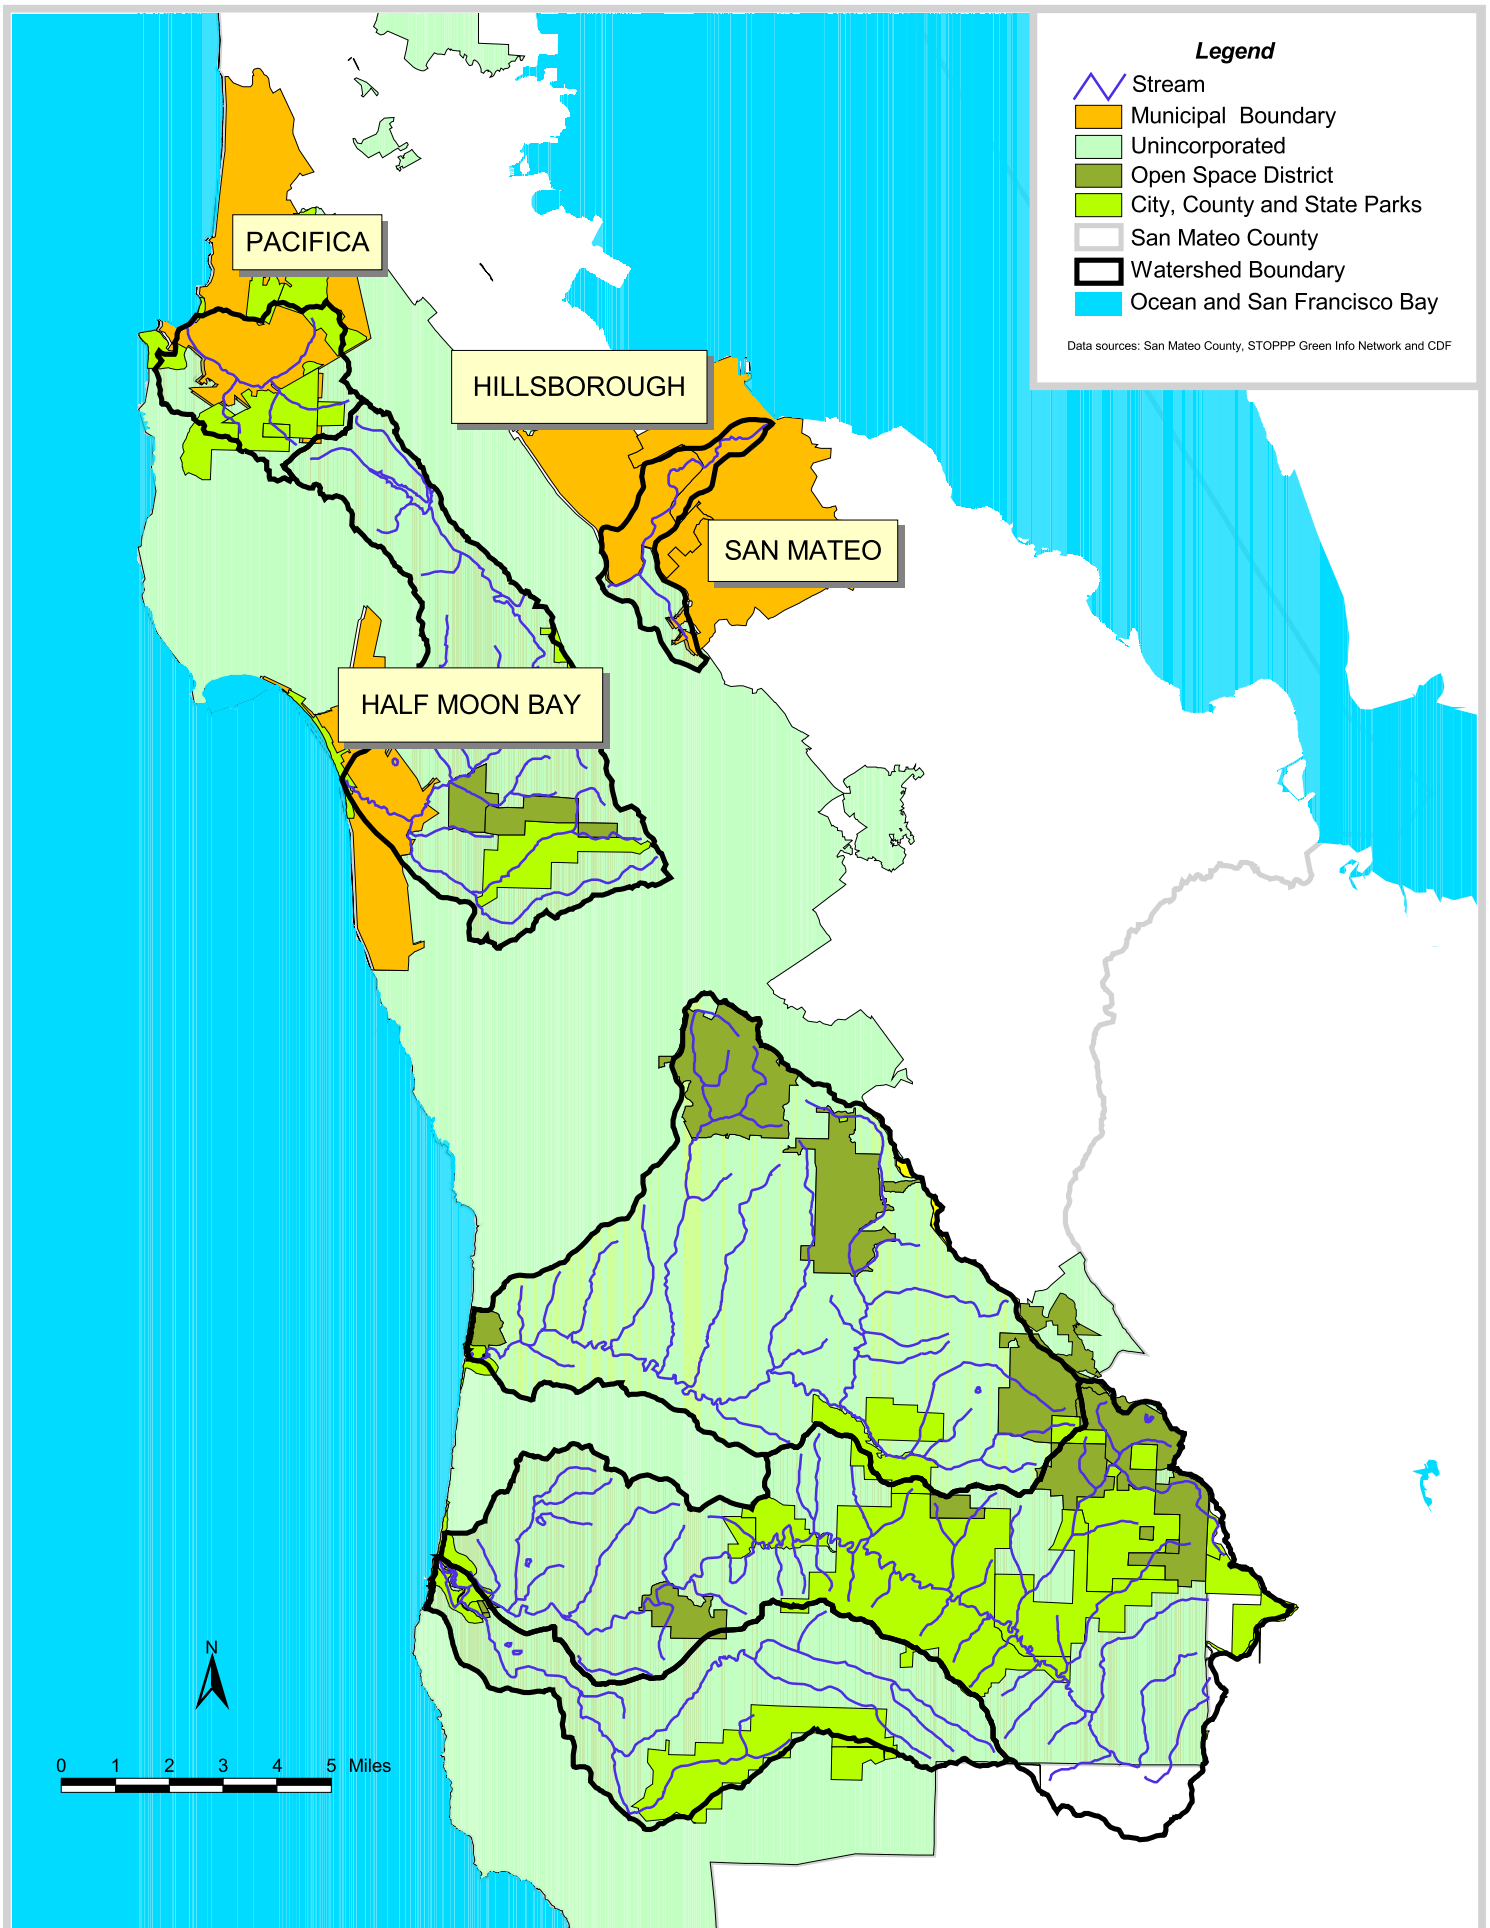 Legend
Stream
Municipal Boundary
Unincorporated
Open Space District
City, County and State Parks
San Mateo County
Watershed Boundary
Ocean and San Francisco Bay
Data sources: San Mateo County, STOPPP Green Info Network and CDF
PACIFICA
HILLSBOROUGH
SAN MATEO
HALF MOON BAY
N
0 1 2 3 4 5 Miles